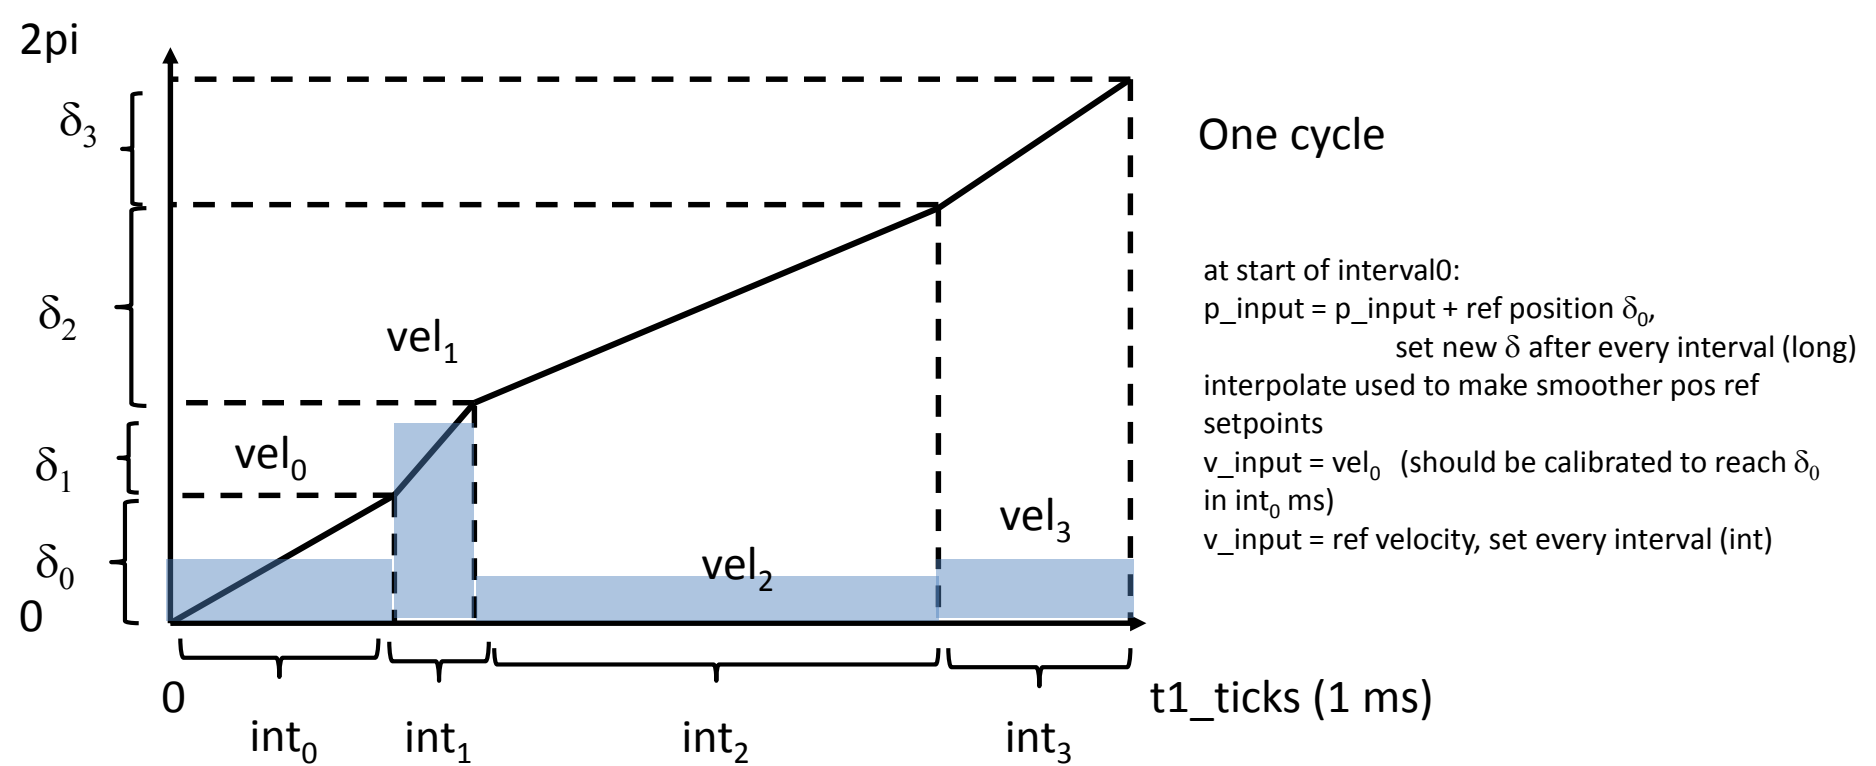 2pi
δ3
One cycle
δ2
vel1
vel0
δ1
vel3
vel2
δ0
0
at start of interval0:
p_input = p_input + ref position δ0,
set new δ after every interval (long)
interpolate used to make smoother pos ref
setpoints
v_input = vel0 (should be calibrated to reach δ0
in int0 ms)
v_input = ref velocity, set every interval (int)
0
t1_ticks (1 ms)
int0
int1
int2
int3